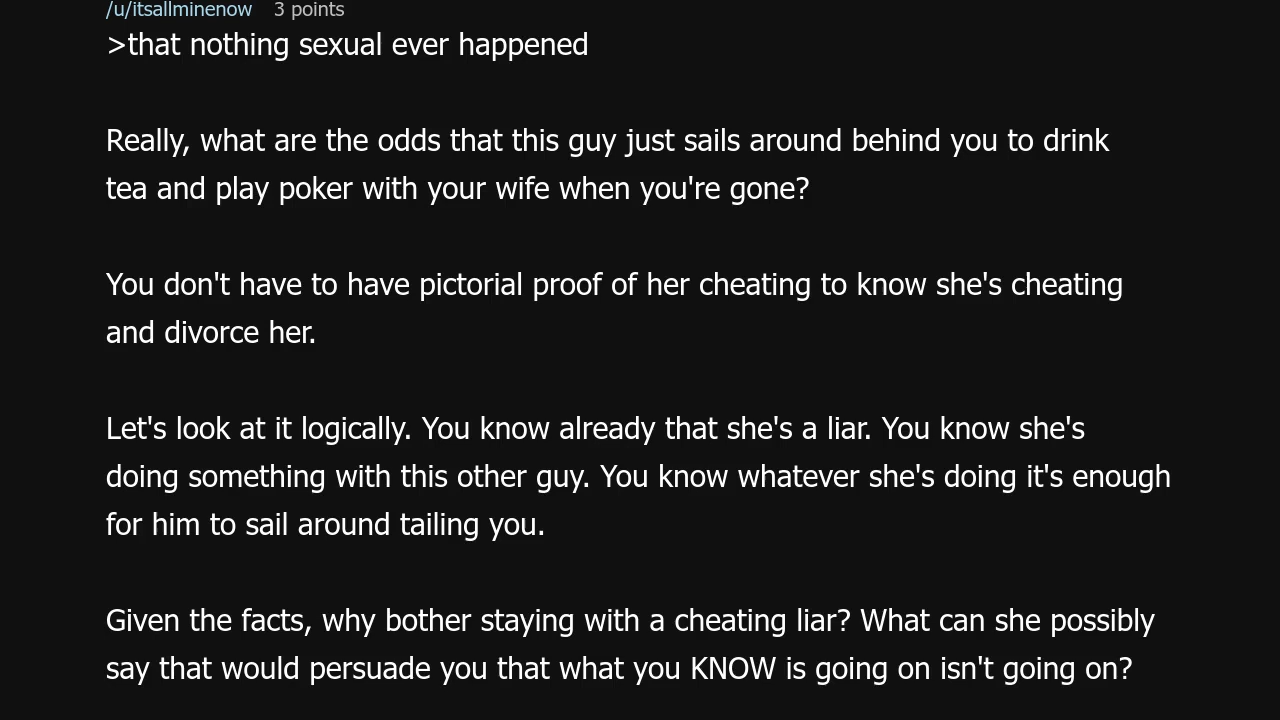 /u/itsallminenow 3 points
>that nothing sexual ever happened
Really, what are the odds that this guy just sails around behind you to drink
tea and play poker with your wife when you're gone?
You don't have to have pictorial proof of her cheating to know she's cheating
and divorce her.
Let's look at it logically. You know already that she's a liar. You know she's
doing something with this other guy. You know whatever she's doing it's enough
for him to sail around tailing you.
Given the facts, why bother staying with a cheating liar? What can she possibly
say that would persuade you that what you KNOW is going on isn't going on?